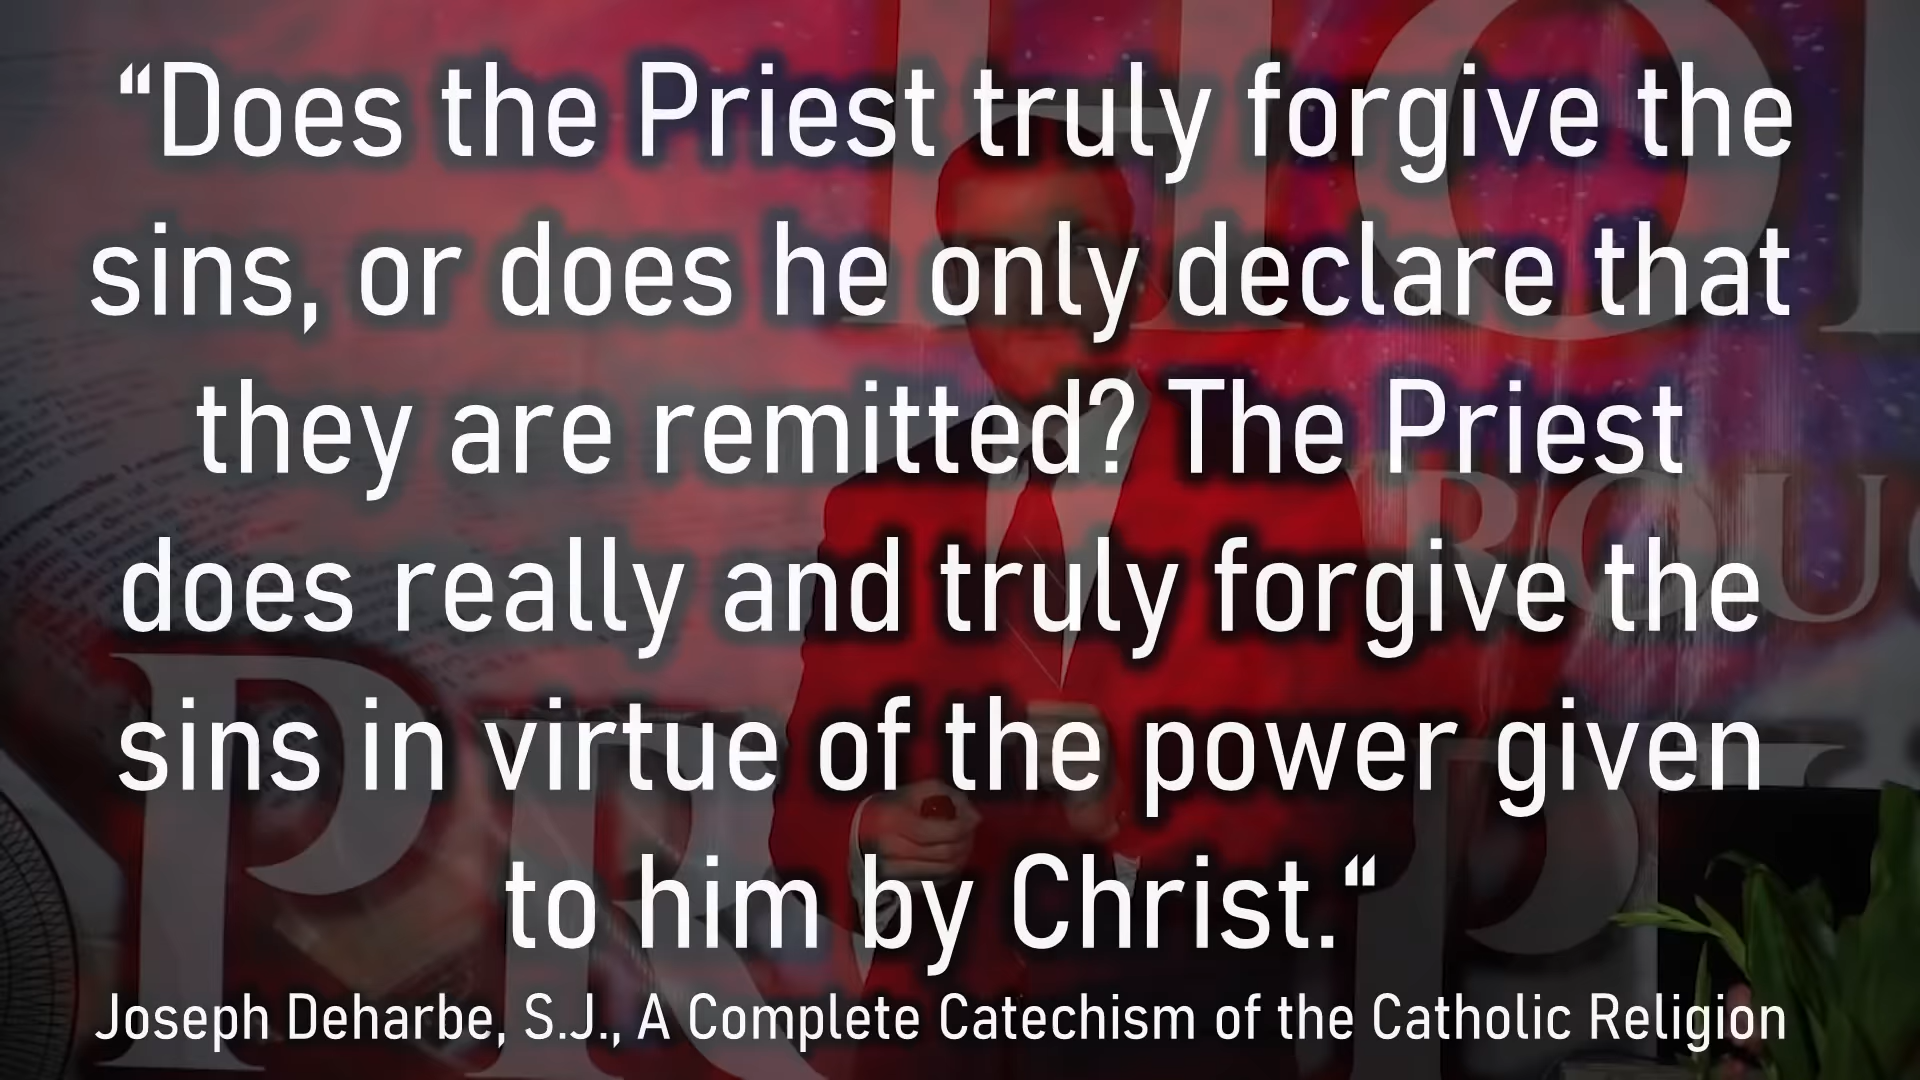 “Does the Priest truly forgive the
sins, or does he only declare that
they are remitted? The Priest
does really and truly forgive the
sins in virtue of the power given
to him by Christ.“
Joseph Deharbe, S.J., A Complete Catechism of the Catholic Religion